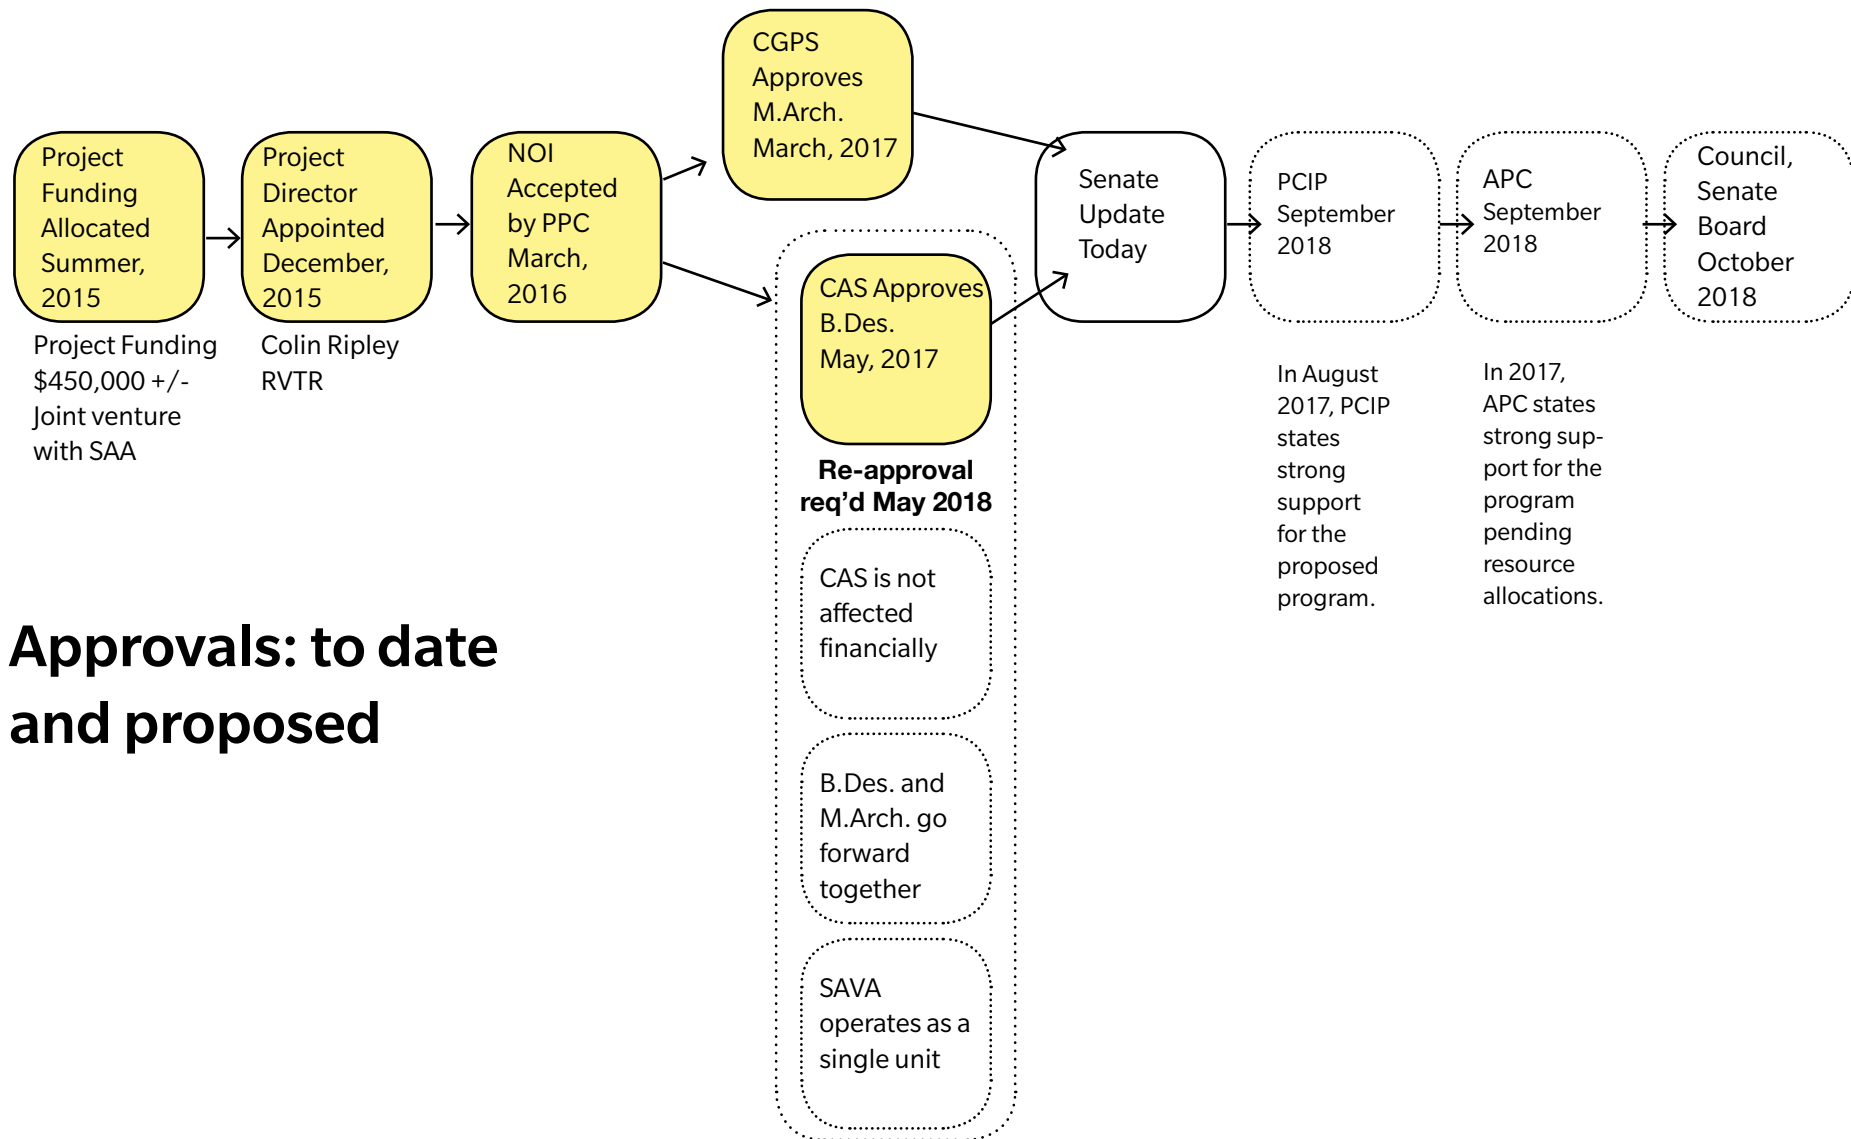 Project
Funding
Allocated
Summer,
2015
Project Funding
$450,000 +/-
Joint venture
with SAA
Project
Director
Appointed
December,
2015
Colin Ripley
RVTR
NOI
Accepted
by PPC
March,
2016
CGPS
Approves
M.Arch.
March, 2017
CAS Approves
B.Des.
May, 2017
Re-approval
req'd May 2018
CAS is not
affected
financially
B.Des. and
M.Arch. go
forward
together
SAVA
operates as a
single unit
Senate
Update
Today
PCIP
September
2018
In August
2017, PCIP
states
strong
support
for the
proposed
program.
APC
September
2018
In 2017,
APC states
strong sup-
port for the
program
pending
resource
allocations.
Council,
Senate
Board
October
2018
Approvals: to date
and proposed